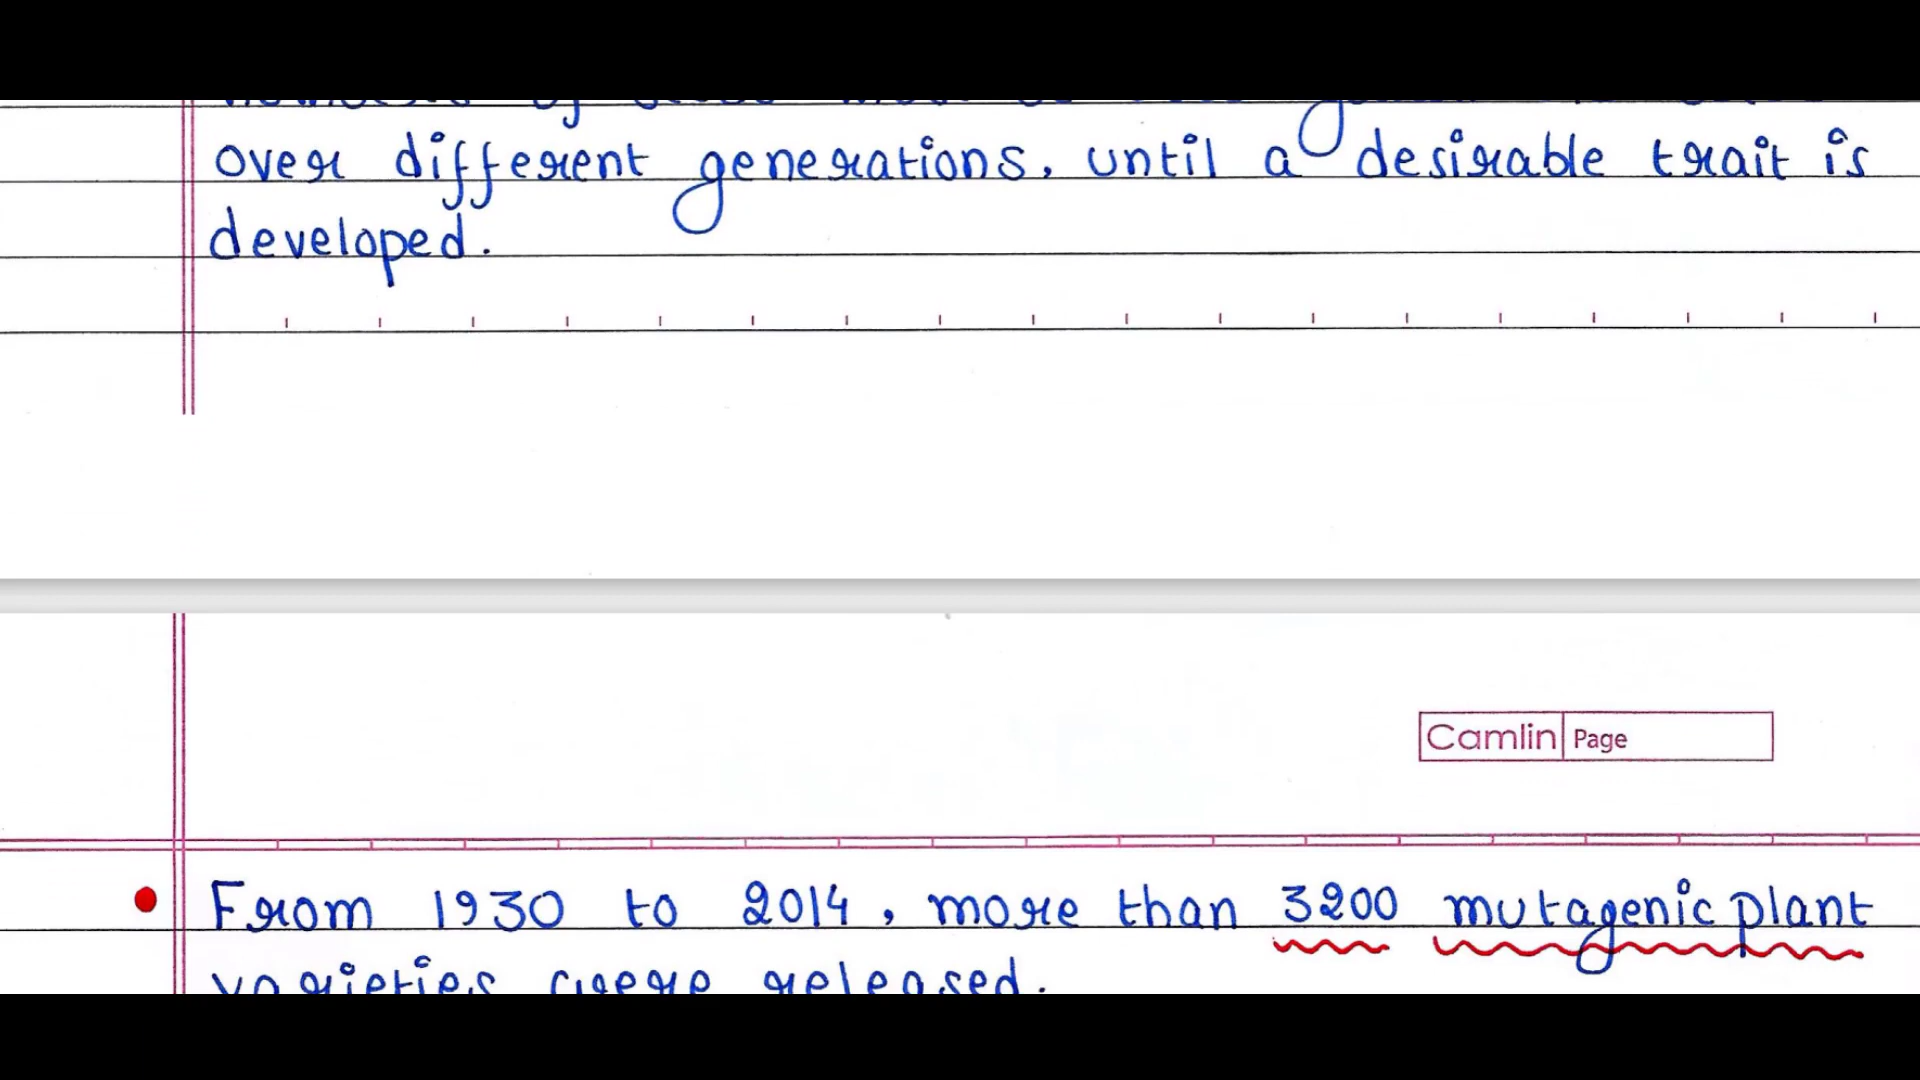 over different generations, until a desirable trait is
developed.
Camlin Page
From 1930 to 2014, more than 3200 mutagenic plant
varieties were released.